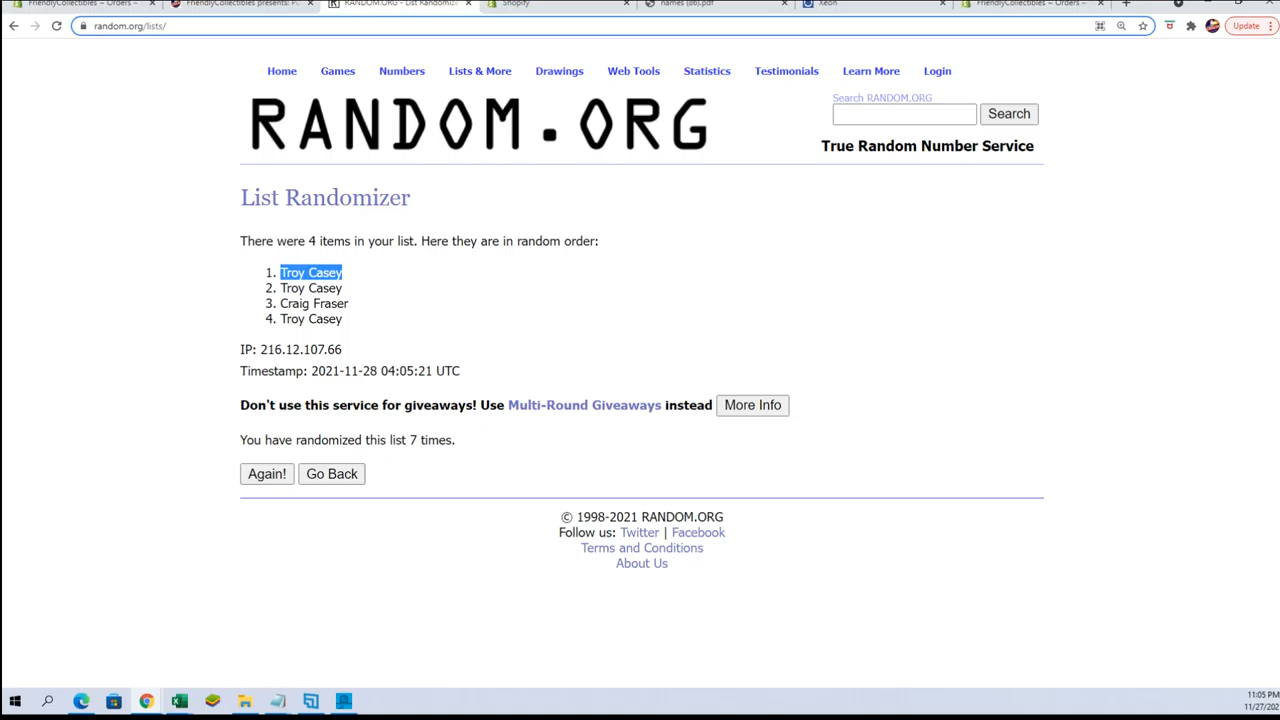 FriendlyCollectibles ~ Orders ~
FriendlyCollectibles presents:
RANDOM.ORG - List Randomizer
Shopify
names (86).pdf
Xeon
FriendlyCollectibles ~ Orders ~
random.org/lists/
Update
Home Games Numbers Lists & More Drawings Web Tools Statistics Testimonials Learn More Login
RANDOM.ORG
Search RANDOM.ORG
Search
True Random Number Service
List Randomizer
There were 4 items in your list. Here they are in random order:
1. Troy Casey
2. Troy Casey
3. Craig Fraser
4. Troy Casey
IP: 216.12.107.66
Timestamp: 2021-11-28 04:05:21 UTC
Don't use this service for giveaways! Use Multi-Round Giveaways instead More Info
You have randomized this list 7 times.
Again! Go Back
© 1998-2021 RANDOM.ORG
Follow us: Twitter | Facebook
Terms and Conditions
About Us
11:05 PM
11/27/202